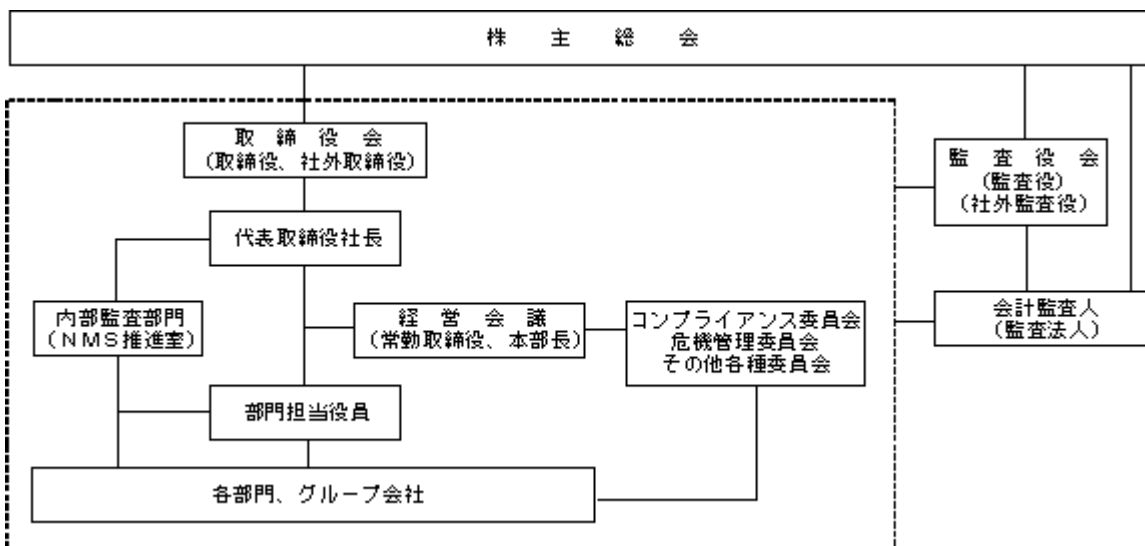 株 主 総 会
取 締 役 会
(取締役、社外取締役)
監 査 役 会
(監査役)
(社外監査役)
代表取締役社長
内部監査部門
(NMS推進室)
経 営 会 議
(常勤取締役、本部長)
コンプライアンス委員会
危機管理委員会
その他各種委員会
会計監査人
(監査法人)
部門担当役員
各部門、グループ会社